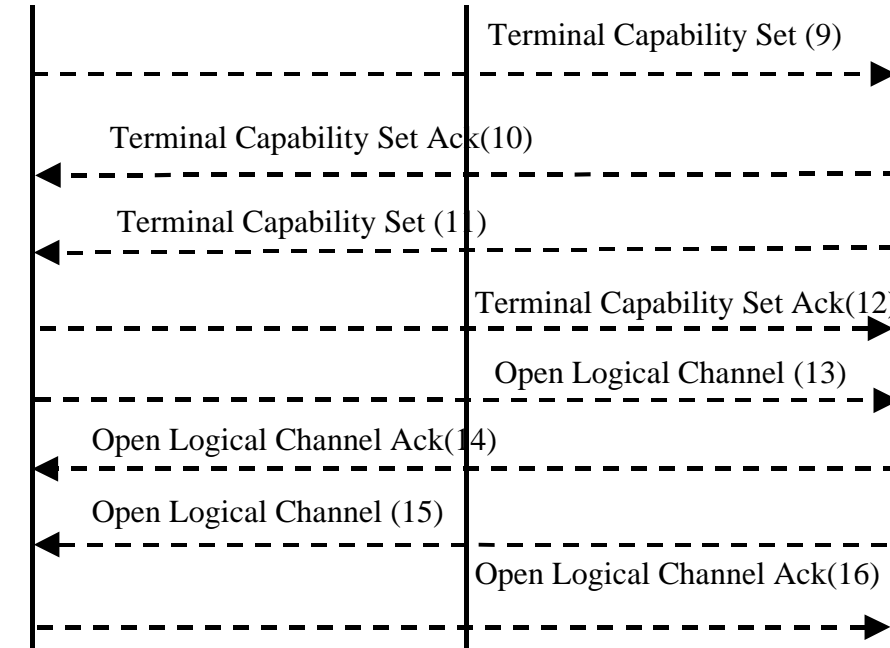 Terminal Capability Set (9)
Terminal Capability Set Ack(10)
Terminal Capability Set (11)
Terminal Capability Set Ack(12)
Open Logical Channel (13)
Open Logical Channel Ack(14)
Open Logical Channel (15)
Open Logical Channel Ack(16)